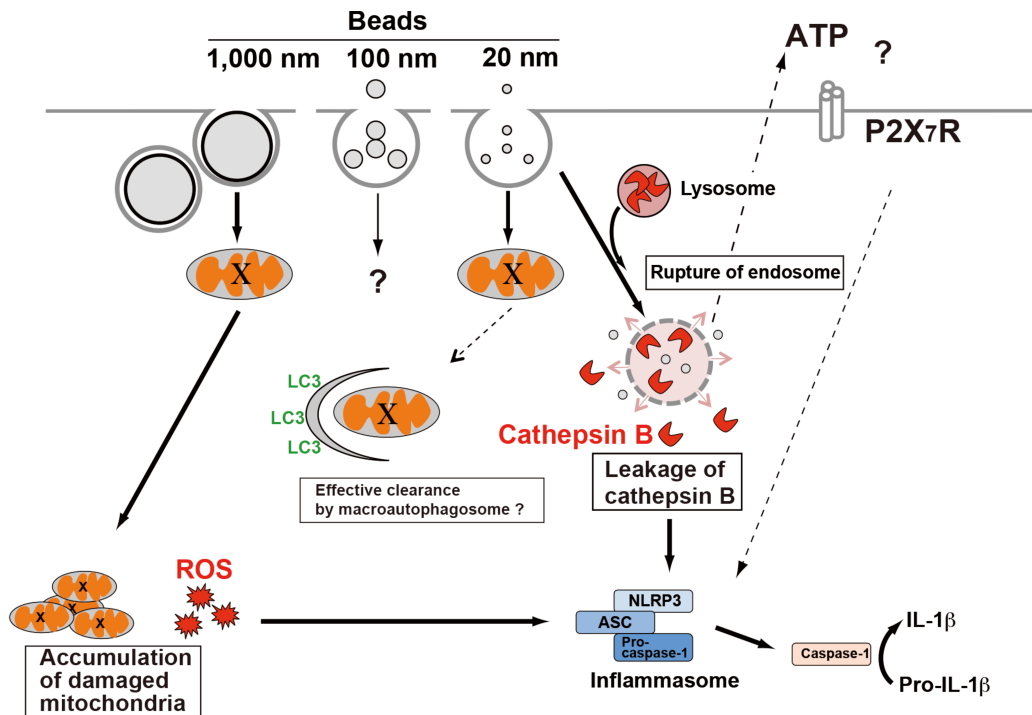 Beads
1,000 nm 100 nm 20 nm
ATP ?
P2X7R
Lysosome
X
?
X
Rupture of endosome
LC3
LC3
LC3
X
Cathepsin B
Effective clearance
by macroautophagosome ?
Leakage of
cathepsin B
ROS
X
X
X
X
Accumulation
of damaged
mitochondria
NLRP3
ASC
Pro-
caspase-1
Inflammasome
Caspase-1
IL-1β
Pro-IL-1β